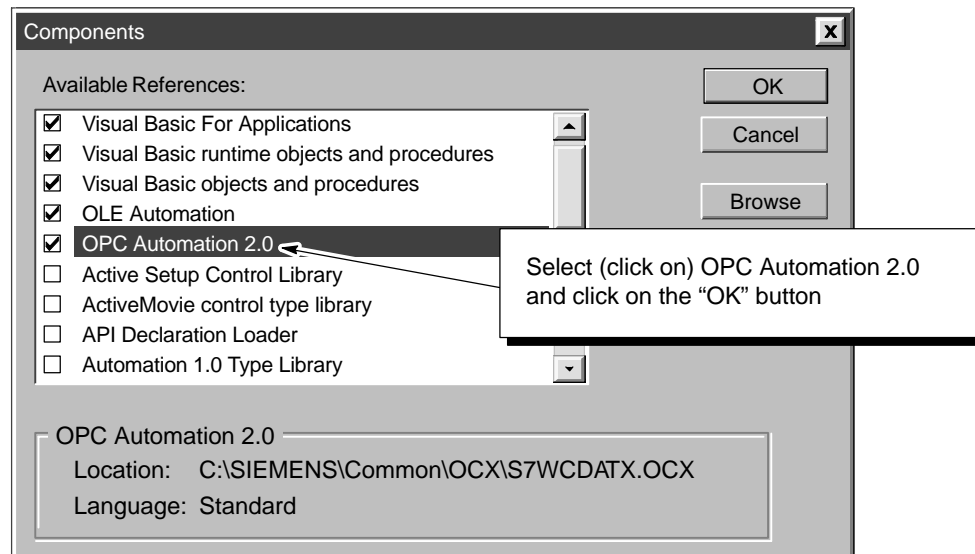 Components
Available References:
OK
Visual Basic For Applications
Cancel
Visual Basic runtime objects and procedures
Visual Basic objects and procedures
Browse
OLE Automation
OPC Automation 2.0
Select (click on) OPC Automation 2.0
and click on the “OK” button
Active Setup Control Library
ActiveMovie control type library
API Declaration Loader
Automation 1.0 Type Library
OPC Automation 2.0
Location: C:\SIEMENS\Common\OCX\S7WCDATX.OCX
Language: Standard